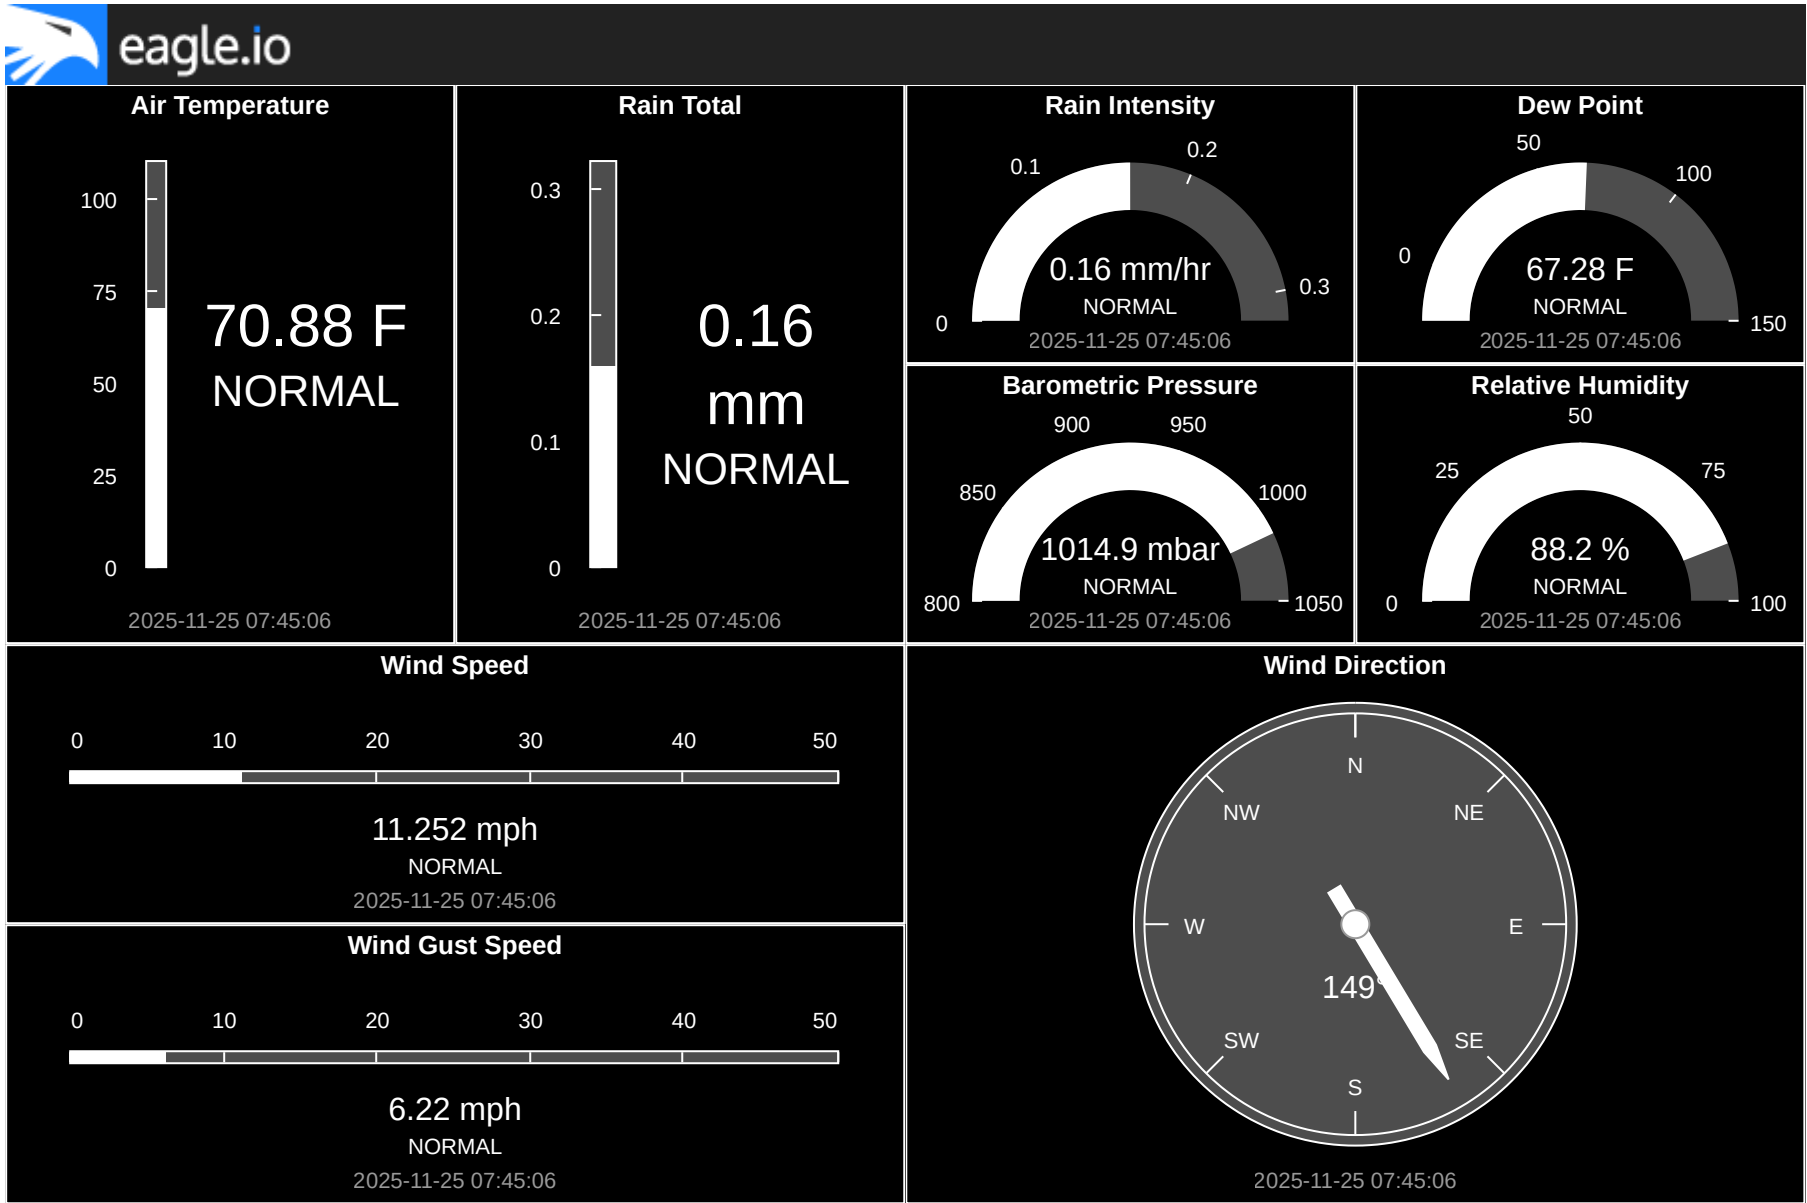 eagle.io
Air Temperature
100
75
50
25
0
70.88 F
NORMAL
2025-11-25 07:45:06
Rain Total
0.3
0.2
0.1
0
0.16
mm
NORMAL
2025-11-25 07:45:06
Rain Intensity
0
0.1
0.2
0.3
0.16 mm/hr
NORMAL
2025-11-25 07:45:06
Dew Point
0
50
100
150
67.28 F
NORMAL
2025-11-25 07:45:06
Barometric Pressure
800
850
900
950
1000
1050
1014.9 mbar
NORMAL
2025-11-25 07:45:06
Relative Humidity
0
25
50
75
100
88.2 %
NORMAL
2025-11-25 07:45:06
Wind Speed
0 10 20 30 40 50
11.252 mph
NORMAL
2025-11-25 07:45:06
Wind Gust Speed
0 10 20 30 40 50
6.22 mph
NORMAL
2025-11-25 07:45:06
Wind Direction
N
NW NE
W E
149°
SW SE
S
2025-11-25 07:45:06